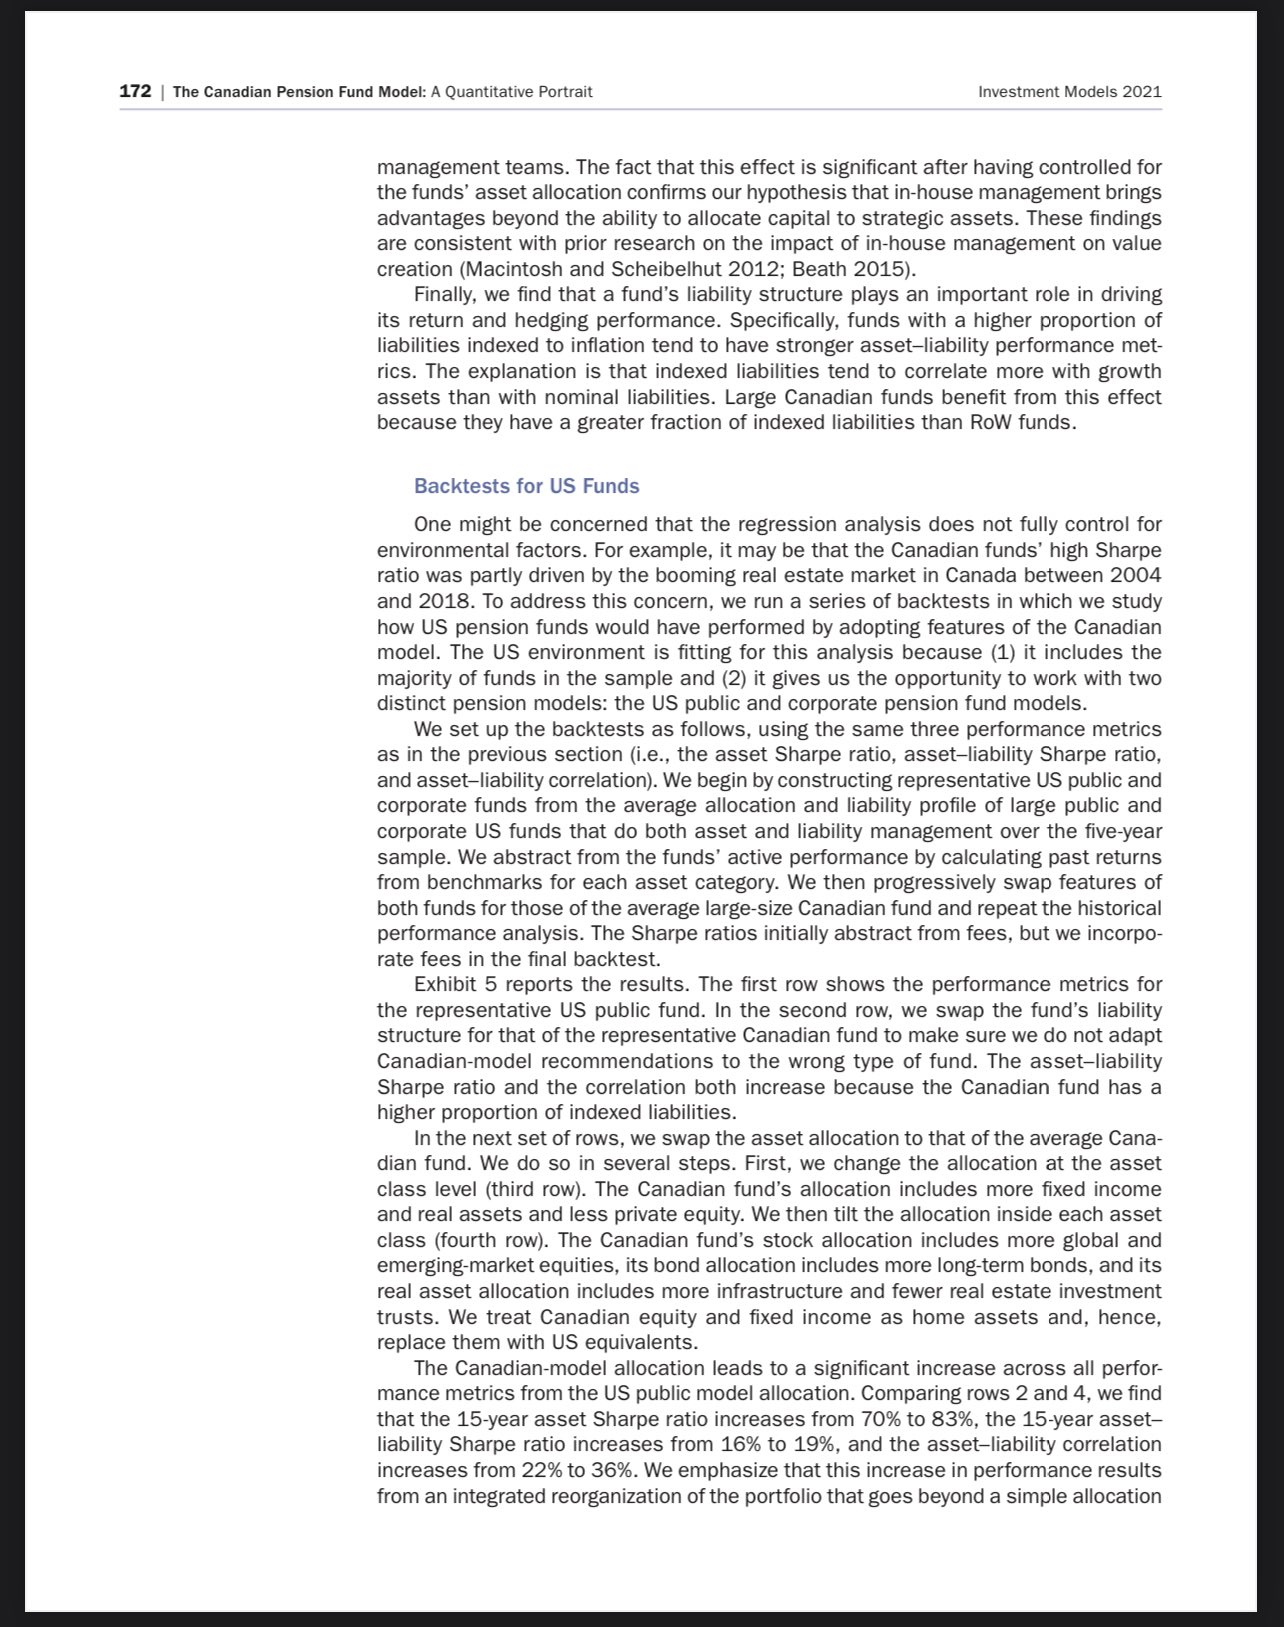 172 | The Canadian Pension Fund Model: A Quantitative Portrait
Investment Models 2021
management teams. The fact that this effect is significant after having controlled for
the funds’ asset allocation confirms our hypothesis that in-house management brings
advantages beyond the ability to allocate capital to strategic assets. These findings
are consistent with prior research on the impact of in-house management on value
creation (Macintosh and Scheibelhut 2012; Beath 2015).
Finally, we find that a fund’s liability structure plays an important role in driving
its return and hedging performance. Specifically, funds with a higher proportion of
liabilities indexed to inflation tend to have stronger asset–liability performance met-
rics. The explanation is that indexed liabilities tend to correlate more with growth
assets than with nominal liabilities. Large Canadian funds benefit from this effect
because they have a greater fraction of indexed liabilities than RoW funds.
Backtests for US Funds
One might be concerned that the regression analysis does not fully control for
environmental factors. For example, it may be that the Canadian funds’ high Sharpe
ratio was partly driven by the booming real estate market in Canada between 2004
and 2018. To address this concern, we run a series of backtests in which we study
how US pension funds would have performed by adopting features of the Canadian
model. The US environment is fitting for this analysis because (1) it includes the
majority of funds in the sample and (2) it gives us the opportunity to work with two
distinct pension models: the US public and corporate pension fund models.
We set up the backtests as follows, using the same three performance metrics
as in the previous section (i.e., the asset Sharpe ratio, asset–liability Sharpe ratio,
and asset–liability correlation). We begin by constructing representative US public and
corporate funds from the average allocation and liability profile of large public and
corporate US funds that do both asset and liability management over the five-year
sample. We abstract from the funds’ active performance by calculating past returns
from benchmarks for each asset category. We then progressively swap features of
both funds for those of the average large-size Canadian fund and repeat the historical
performance analysis. The Sharpe ratios initially abstract from fees, but we incorpo-
rate fees in the final backtest.
Exhibit 5 reports the results. The first row shows the performance metrics for
the representative US public fund. In the second row, we swap the fund’s liability
structure for that of the representative Canadian fund to make sure we do not adapt
Canadian-model recommendations to the wrong type of fund. The asset–liability
Sharpe ratio and the correlation both increase because the Canadian fund has a
higher proportion of indexed liabilities.
In the next set of rows, we swap the asset allocation to that of the average Cana-
dian fund. We do so in several steps. First, we change the allocation at the asset
class level (third row). The Canadian fund’s allocation includes more fixed income
and real assets and less private equity. We then tilt the allocation inside each asset
class (fourth row). The Canadian fund’s stock allocation includes more global and
emerging-market equities, its bond allocation includes more long-term bonds, and its
real asset allocation includes more infrastructure and fewer real estate investment
trusts. We treat Canadian equity and fixed income as home assets and, hence,
replace them with US equivalents.
The Canadian-model allocation leads to a significant increase across all perfor-
mance metrics from the US public model allocation. Comparing rows 2 and 4, we find
that the 15-year asset Sharpe ratio increases from 70% to 83%, the 15-year asset–
liability Sharpe ratio increases from 16% to 19%, and the asset–liability correlation
increases from 22% to 36%. We emphasize that this increase in performance results
from an integrated reorganization of the portfolio that goes beyond a simple allocation